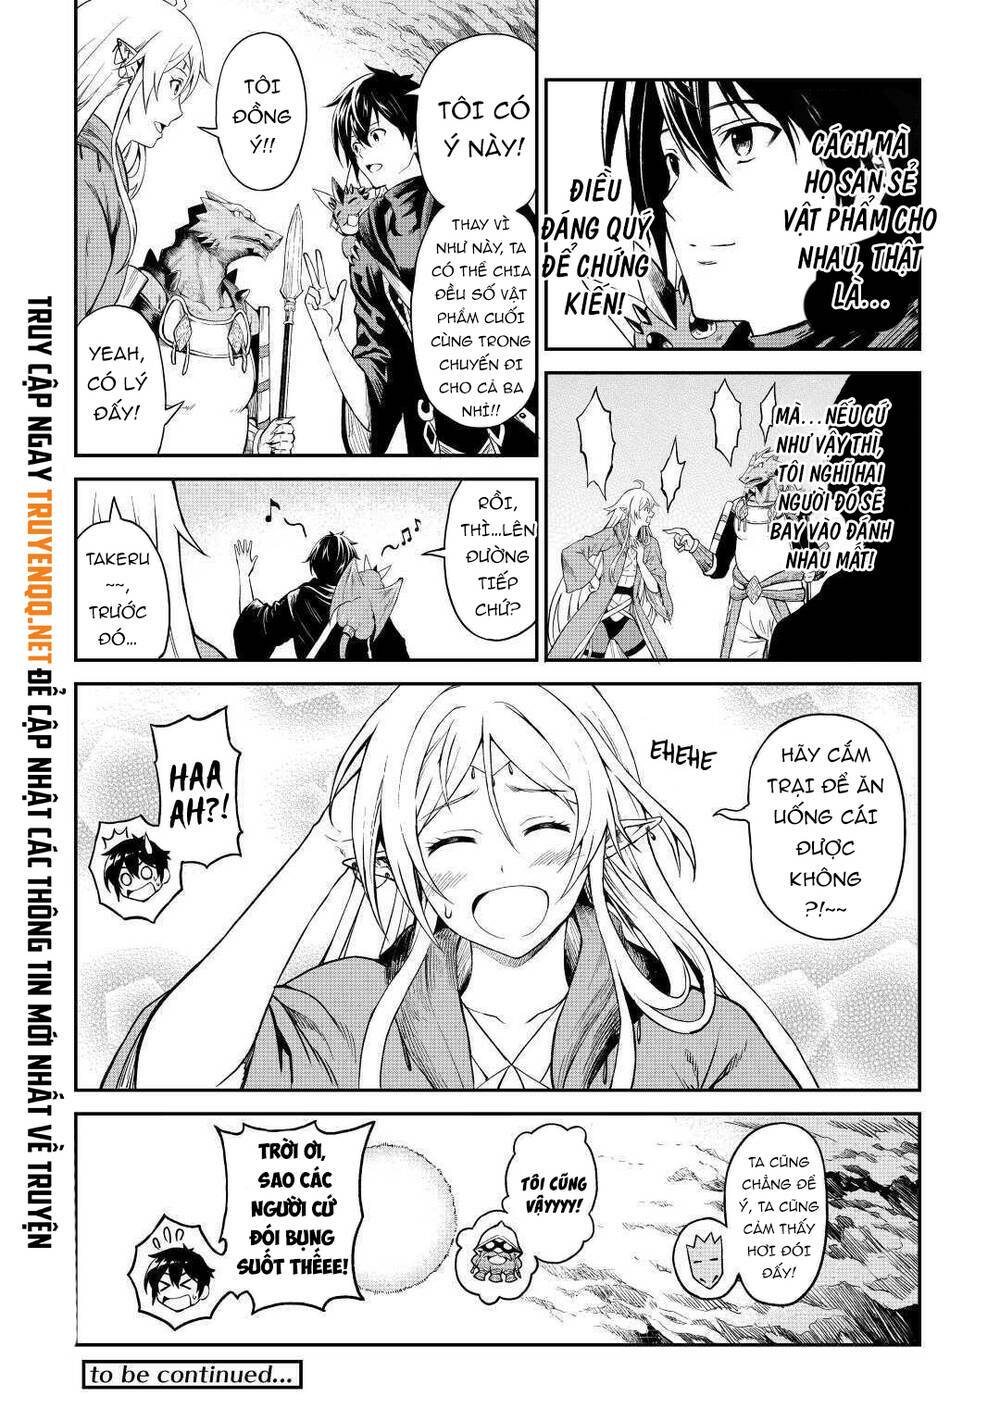 CÁCH MÀ
HỌ SAN SẺ
VẬT PHẨM CHO
NHAU, THẬT
LÀ...
ĐIỀU
ĐÁNG QUÝ
ĐỂ CHỨNG
KIẾN!
TÔI CÓ
Ý NÀY!
THAY VÌ
NHƯ NÀY, TA
CÓ THỂ CHIA
ĐỀU SỐ VẬT
PHẨM CUỐI
CÙNG TRONG
CHUYẾN ĐI
CHO CẢ BA
NHÌ!!
TÔI
ĐỒNG
Ý!!
YEAH,
CÓ LÝ
ĐẤY!
MÀ...NẾU CỨ
NHƯ VẬY THÌ,
TÔI NGHĨ HAI
NGƯỜI ĐÓ SẼ
BAY VÀO ĐÁNH
NHAU MẤT!
RỒI,
THÌ...LÊN
ĐƯỜNG
TIẾP
CHỨ?
TAKERU
~~,
TRƯỚC
ĐÓ...
HÃY CẮM
TRẠI ĐỂ ĂN
UỐNG CÁI
ĐƯỢC
KHÔNG
?!~~
EHEHE
HAA
AH?!
TA CŨNG
CHẲNG ĐỂ
Ý, TA CŨNG
CẢM THẤY
HƠI ĐÓI
ĐẤY!
TÔI CŨNG
VẬYYYY!
TRỜI ƠI,
SAO CÁC
NGƯỜI CỨ
ĐÓI BỤNG
SUỐT THẾEE!
to be continued...
TRUY CẬP NGAY TRUYENQQ.NET ĐỂ CẬP NHẬT CÁC THÔNG TIN MỚI NHẤT VỀ TRUYỆN